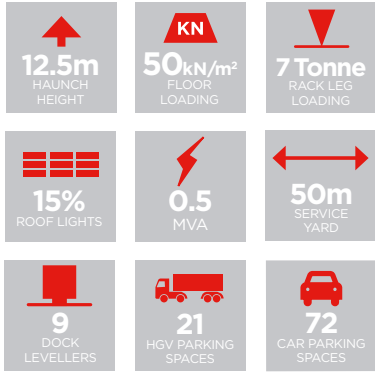 12.5m
HAUNCH
HEIGHT
KN
50kN/m²
FLOOR
LOADING
7 Tonne
RACK LEG
LOADING
15%
ROOF LIGHTS
0.5
MVA
50m
SERVICE
YARD
9
DOCK
LEVELLERS
21
HGV PARKING
SPACES
72
CAR PARKING
SPACES